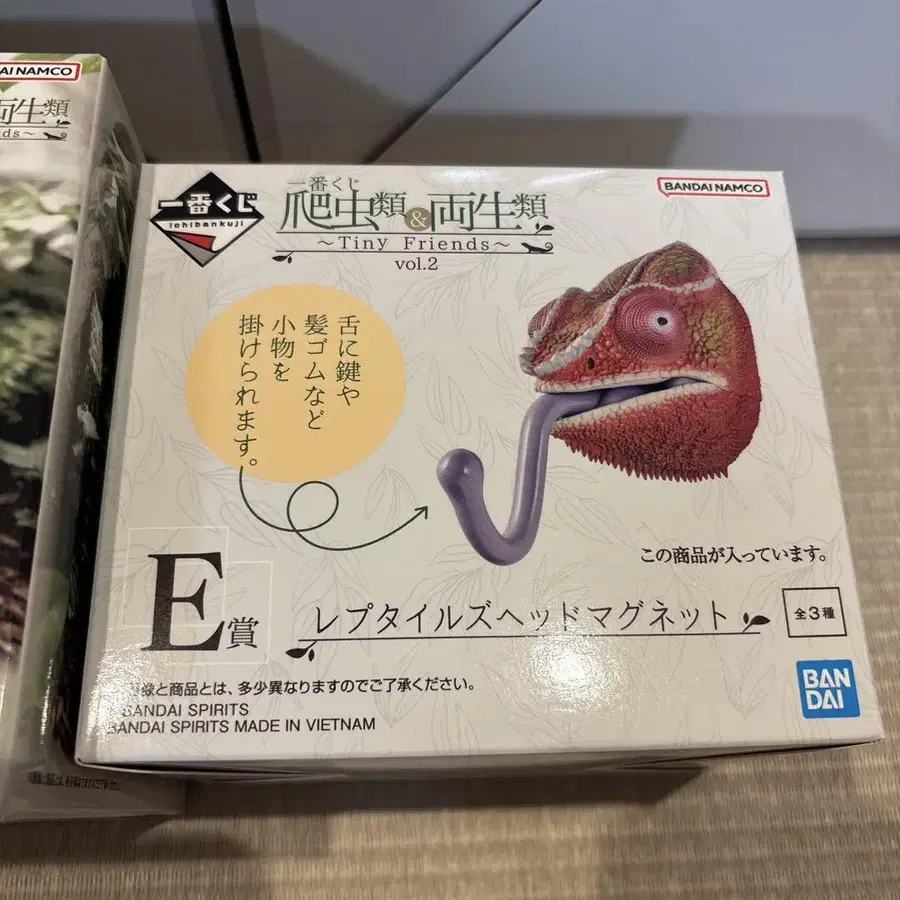 AI NAMCO
両生類
ds～
一番くじ
ichibankuji
一番くじ
爬虫類&両生類
～Tiny Friends～
vol.2
BANDAI NAMCO
舌に鍵や
髪ゴムなど
小物を
掛けられます。
この商品が入っています。
E賞
レプタイルズヘッドマグネット
全3種
像と商品とは、多少異なりますのでご了承ください。
BANDAI SPIRITS
BANDAI SPIRITS MADE IN VIETNAM
BAN
DAI